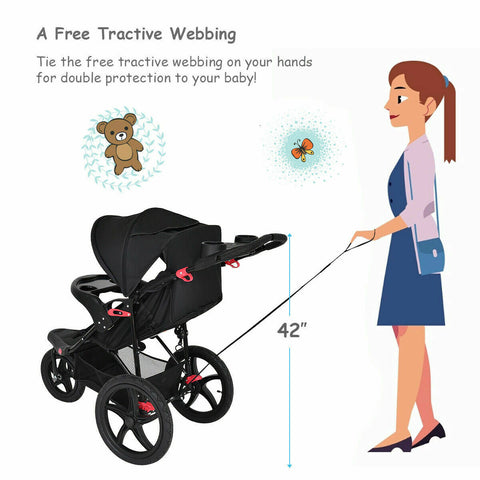 A Free Tractive Webbing
Tie the free tractive webbing on your hands
for double protection to your baby!
42"